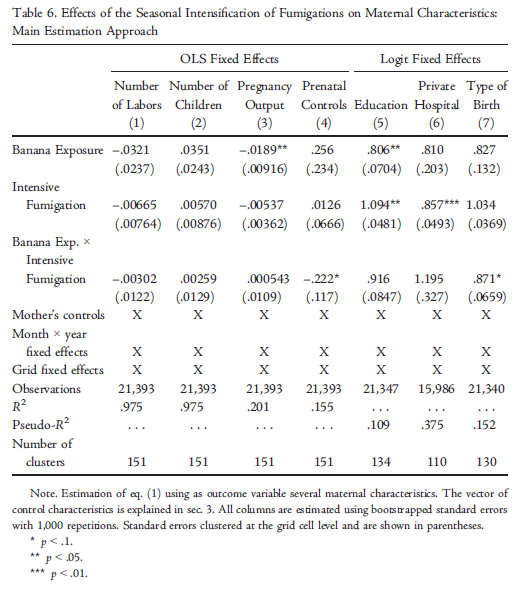 Table 6. Effects of the Seasonal Intensification of Fumigations on Maternal Characteristics:
Main Estimation Approach
OLS Fixed Effects Logit Fixed Effects
Number Number of Pregnancy Prenatal Private Type of
of Labors Children Output Controls Education Hospital Birth
(1) (2) (3) (4) (5) (6) (7)
Banana Exposure −.0321 .0351 −.0189** .256 .806** .810 .827
(.0237) (.0243) (.00916) (.234) (.0704) (.203) (.132)
Intensive
Fumigation −.00665 .00570 −.00537 .0126 1.094** .857*** 1.034
(.00764) (.00876) (.00362) (.0666) (.0481) (.0493) (.0369)
Banana Exp. ×
Intensive
Fumigation −.00302 .00259 .000543 −.222* .916 1.195 .871*
(.0122) (.0129) (.0109) (.117) (.0847) (.327) (.0659)
Mother's controls X X X X X X X
Month × year
fixed effects X X X X X X X
Grid fixed effects X X X X X X X
Observations 21,393 21,393 21,393 21,393 21,347 15,986 21,340
R² .975 .975 .201 .155 . . . . . . . . .
Pseudo-R² . . . . . . . . . . . . .109 .375 .152
Number of
clusters 151 151 151 151 134 110 130
Note. Estimation of eq. (1) using as outcome variable several maternal characteristics. The vector of
control characteristics is explained in sec. 3. All columns are estimated using bootstrapped standard errors
with 1,000 repetitions. Standard errors clustered at the grid cell level and are shown in parentheses.
* p < .1.
** p < .05.
*** p < .01.